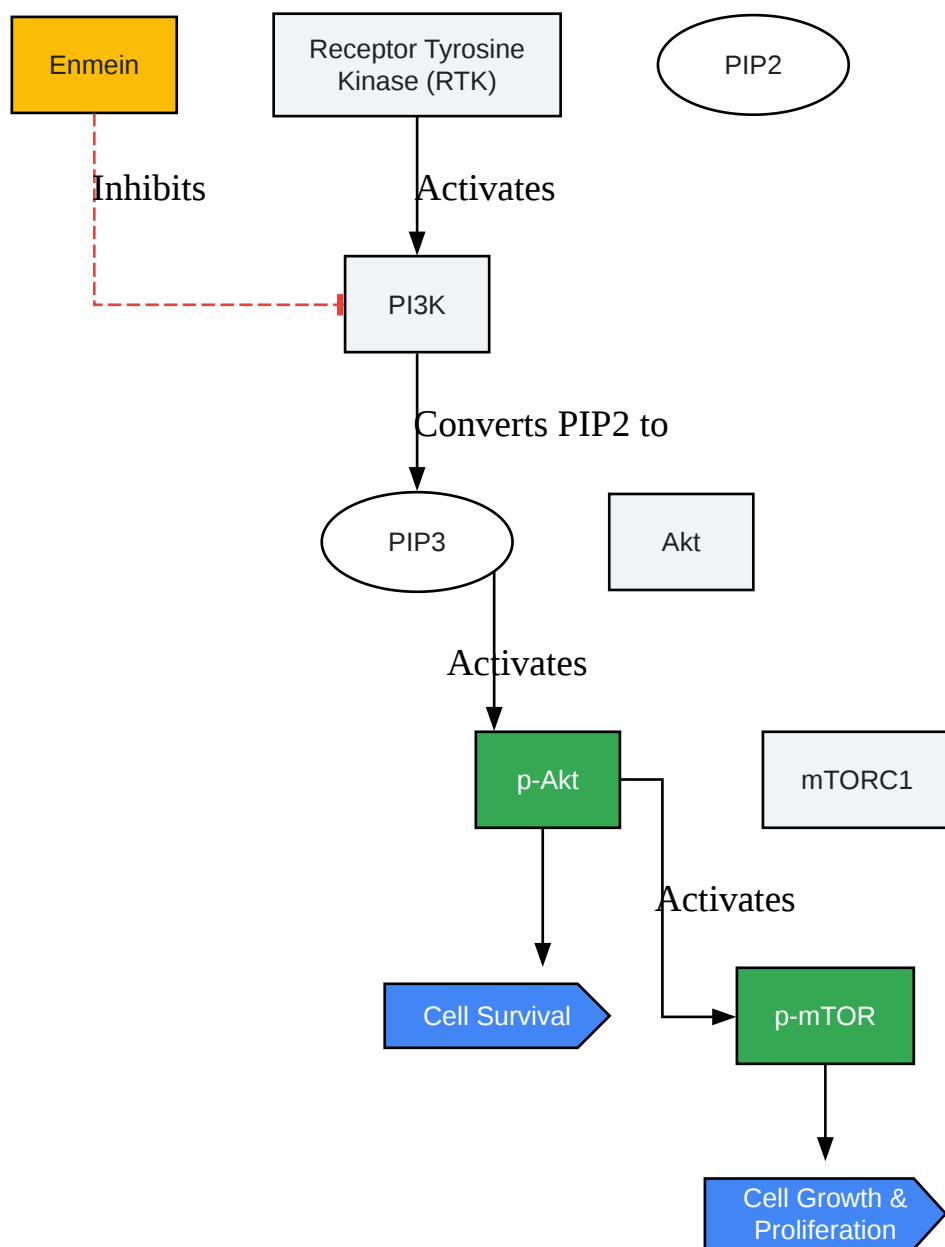 Enmein
Receptor Tyrosine
Kinase (RTK)
PIP2
Inhibits
Activates
PI3K
Converts PIP2 to
PIP3
Akt
Activates
p-Akt
mTORC1
Activates
Cell Survival
p-mTOR
Cell Growth &
Proliferation